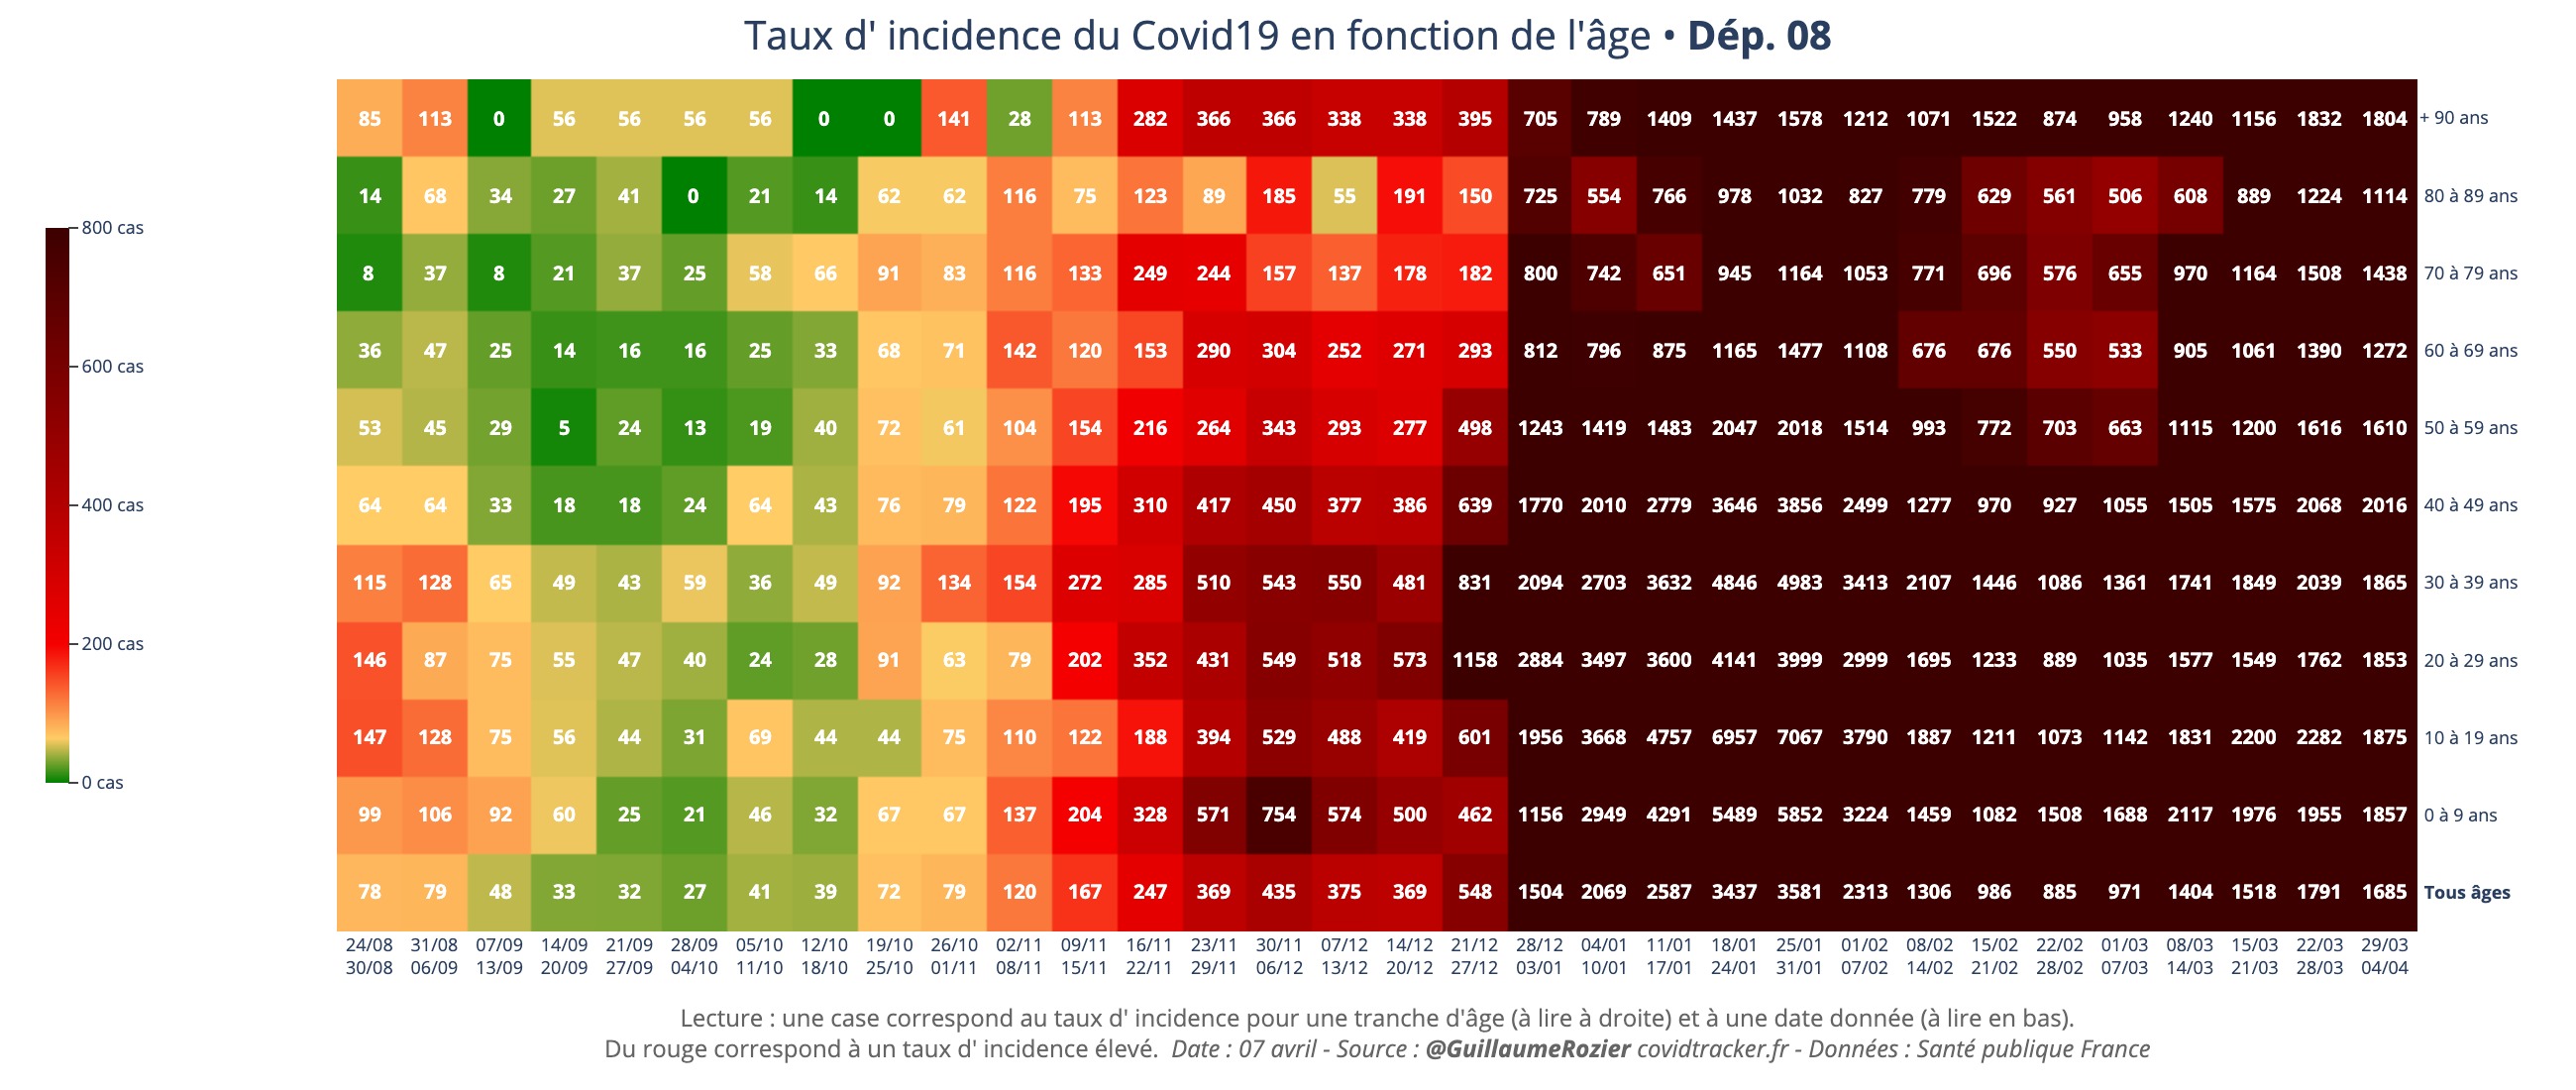 Taux d' incidence du Covid19 en fonction de l'âge • Dép. 08
800 cas
600 cas
400 cas
200 cas
0 cas
85 113 0 56 56 56 56 0 0 141 28 113 282 366 366 338 338 395 705 789 1409 1437 1578 1212 1071 1522 874 958 1240 1156 1832 1804 + 90 ans
14 68 34 27 41 0 21 14 62 62 116 75 123 89 185 55 191 150 725 554 766 978 1032 827 779 629 561 506 608 889 1224 1114 80 à 89 ans
8 37 8 21 37 25 58 66 91 83 116 133 249 244 157 137 178 182 800 742 651 945 1164 1053 771 696 576 655 970 1164 1508 1438 70 à 79 ans
36 47 25 14 16 16 25 33 68 71 142 120 153 290 304 252 271 293 812 796 875 1165 1477 1108 676 676 550 533 905 1061 1390 1272 60 à 69 ans
53 45 29 5 24 13 19 40 72 61 104 154 216 264 343 293 277 498 1243 1419 1483 2047 2018 1514 993 772 703 663 1115 1200 1616 1610 50 à 59 ans
64 64 33 18 18 24 64 43 76 79 122 195 310 417 450 377 386 639 1770 2010 2779 3646 3856 2499 1277 970 927 1055 1505 1575 2068 2016 40 à 49 ans
115 128 65 49 43 59 36 49 92 134 154 272 285 510 543 550 481 831 2094 2703 3632 4846 4983 3413 2107 1446 1086 1361 1741 1849 2039 1865 30 à 39 ans
146 87 75 55 47 40 24 28 91 63 79 202 352 431 549 518 573 1158 2884 3497 3600 4141 3999 2999 1695 1233 889 1035 1577 1549 1762 1853 20 à 29 ans
147 128 75 56 44 31 69 44 44 75 110 122 188 394 529 488 419 601 1956 3668 4757 6957 7067 3790 1887 1211 1073 1142 1831 2200 2282 1875 10 à 19 ans
99 106 92 60 25 21 46 32 67 67 137 204 328 571 754 574 500 462 1156 2949 4291 5489 5852 3224 1459 1082 1508 1688 2117 1976 1955 1857 0 à 9 ans
78 79 48 33 32 27 41 39 72 79 120 167 247 369 435 375 369 548 1504 2069 2587 3437 3581 2313 1306 986 885 971 1404 1518 1791 1685 Tous âges
24/08 31/08 07/09 14/09 21/09 28/09 05/10 12/10 19/10 26/10 02/11 09/11 16/11 23/11 30/11 07/12 14/12 21/12 28/12 04/01 11/01 18/01 25/01 01/02 08/02 15/02 22/02 01/03 08/03 15/03 22/03 29/03
30/08 06/09 13/09 20/09 27/09 04/10 11/10 18/10 25/10 01/11 08/11 15/11 22/11 29/11 06/12 13/12 20/12 27/12 03/01 10/01 17/01 24/01 31/01 07/02 14/02 21/02 28/02 07/03 14/03 21/03 28/03 04/04
Lecture : une case correspond au taux d' incidence pour une tranche d'âge (à lire à droite) et à une date donnée (à lire en bas).
Du rouge correspond à un taux d' incidence élevé. Date : 07 avril - Source : @GuillaumeRozier covidtracker.fr - Données : Santé publique France